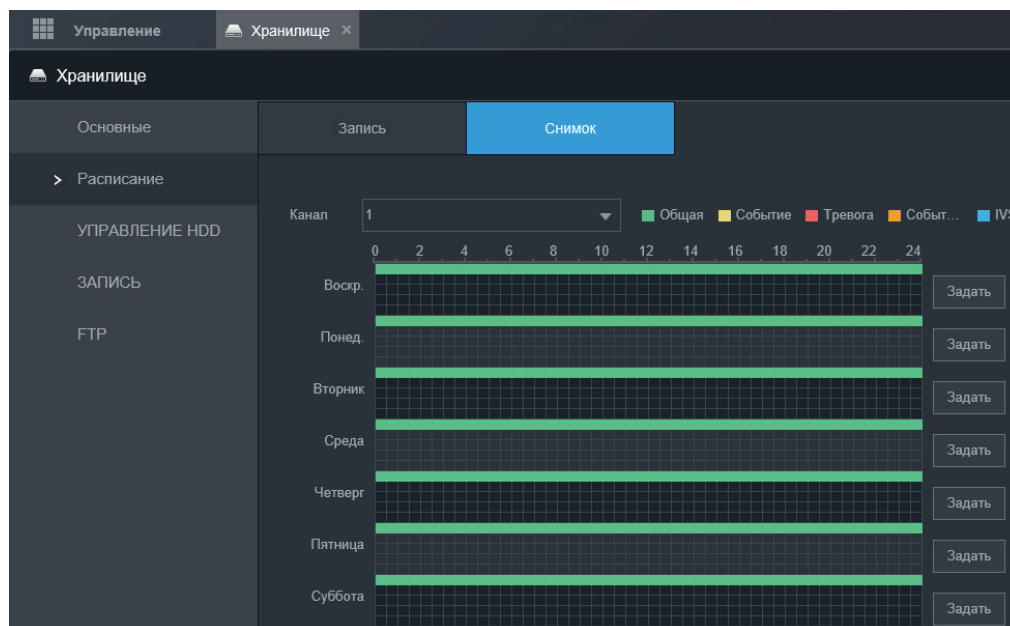 Управление Хранилище ×
Хранилище
Основные
Расписание
УПРАВЛЕНИЕ HDD
ЗАПИСЬ
FTP
Запись Снимок
Канал 1 Общая Событие Тревога Событ... IVS
0 2 4 6 8 10 12 14 16 18 20 22 24
Воскр. Задать
Понед. Задать
Вторник Задать
Среда Задать
Четверг Задать
Пятница Задать
Суббота Задать